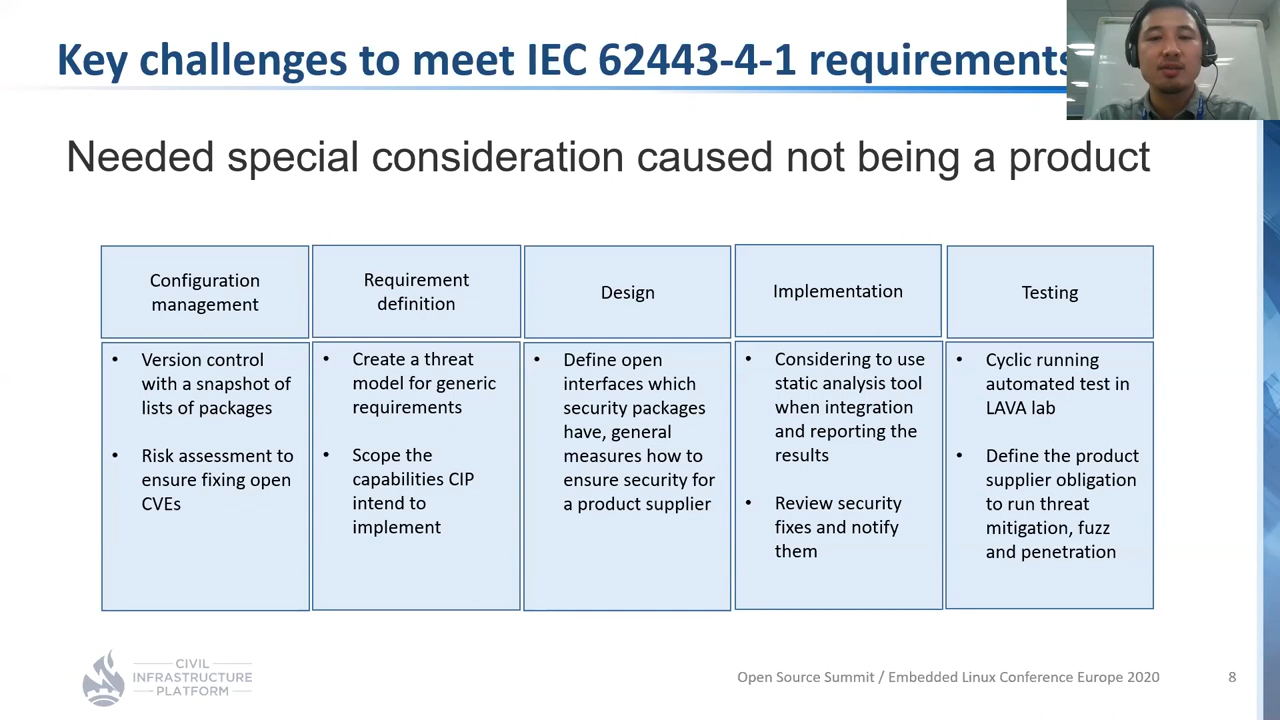 Key challenges to meet IEC 62443-4-1 requirements
Needed special consideration caused not being a product
Configuration
management
• Version control
with a snapshot of
lists of packages
• Risk assessment to
ensure fixing open
CVEs
Requirement
definition
• Create a threat
model for generic
requirements
• Scope the
capabilities CIP
intend to
implement
Design
• Define open
interfaces which
security packages
have, general
measures how to
ensure security for
a product supplier
Implementation
• Considering to use
static analysis tool
when integration
and reporting the
results
• Review security
fixes and notify
them
Testing
• Cyclic running
automated test in
LAVA lab
• Define the product
supplier obligation
to run threat
mitigation, fuzz
and penetration
CIVIL
INFRASTRUCTURE
PLATFORM
Open Source Summit / Embedded Linux Conference Europe 2020
8